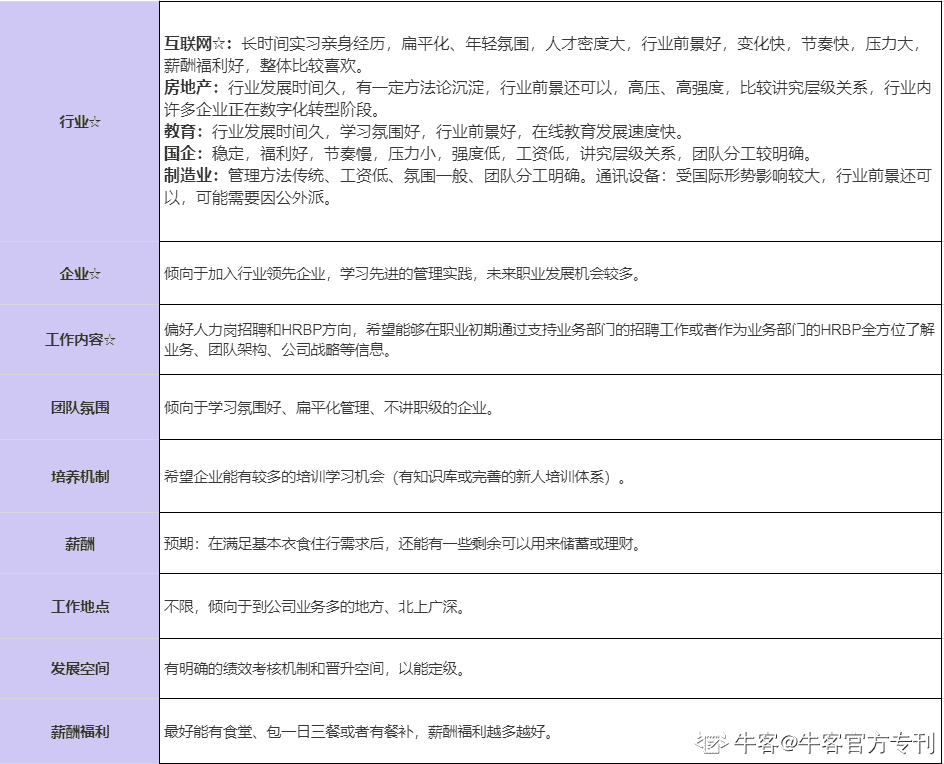 行业☆
互联网☆：长时间实习亲身经历，扁平化、年轻氛围，人才密度大，行业前景好，变化快，节奏快，压力大，
薪酬福利好，整体比较喜欢。
房地产：行业发展时间久，有一定方法论沉淀，行业前景还可以，高压、高强度，比较讲究层级关系，行业内
许多企业正在数字化转型阶段。
教育：行业发展时间久，学习氛围好，行业前景好，在线教育发展速度快。
国企：稳定，福利好，节奏慢，压力小，强度低，工资低，讲究层级关系，团队分工较明确。
制造业：管理方法传统、工资低、氛围一般、团队分工明确。通讯设备：受国际形势影响较大，行业前景还可
以，可能需要因公外派。
企业☆
倾向于加入行业领先企业，学习先进的管理实践，未来职业发展机会较多。
工作内容☆
偏好人力岗招聘和HRBP方向，希望能够在职业初期通过支持业务部门的招聘工作或者作为业务部门的HRBP全方位了解
业务、团队架构、公司战略等信息。
团队氛围
倾向于学习氛围好、扁平化管理、不讲职级的企业。
培养机制
希望企业能有较多的培训学习机会（有知识库或完善的新人培训体系）。
薪酬
预期：在满足基本衣食住行需求后，还能有一些剩余可以用来储蓄或理财。
工作地点
不限，倾向于到公司业务多的地方、北上广深。
发展空间
有明确的绩效考核机制和晋升空间，以能定级。
薪酬福利
最好能有食堂、包一日三餐或者有餐补，薪酬福利越多越好。
牛客@牛客官方专刊